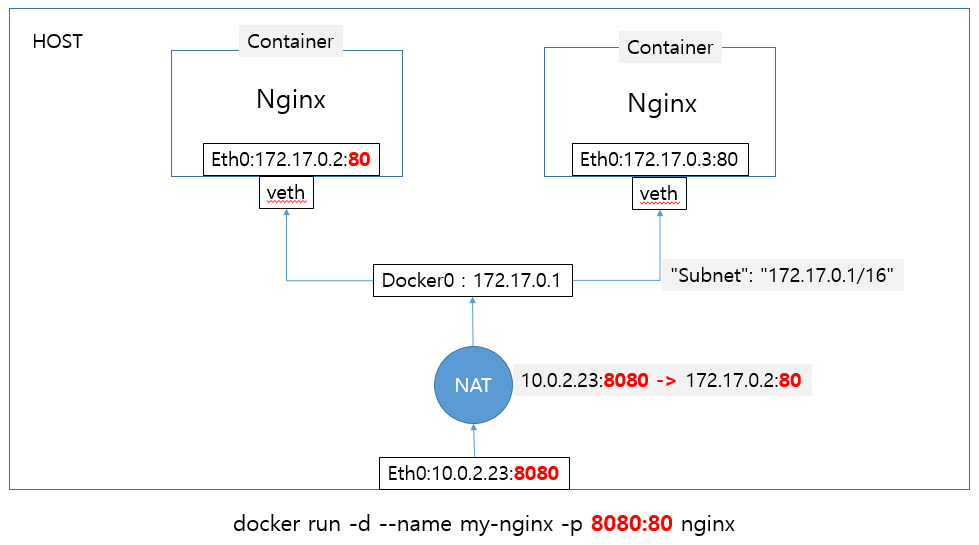 HOST
Container
Nginx
Eth0:172.17.0.2:80
veth
Container
Nginx
Eth0:172.17.0.3:80
veth
Docker0 : 172.17.0.1
"Subnet": "172.17.0.1/16"
NAT
10.0.2.23:8080 -> 172.17.0.2:80
Eth0:10.0.2.23:8080
docker run -d --name my-nginx -p 8080:80 nginx